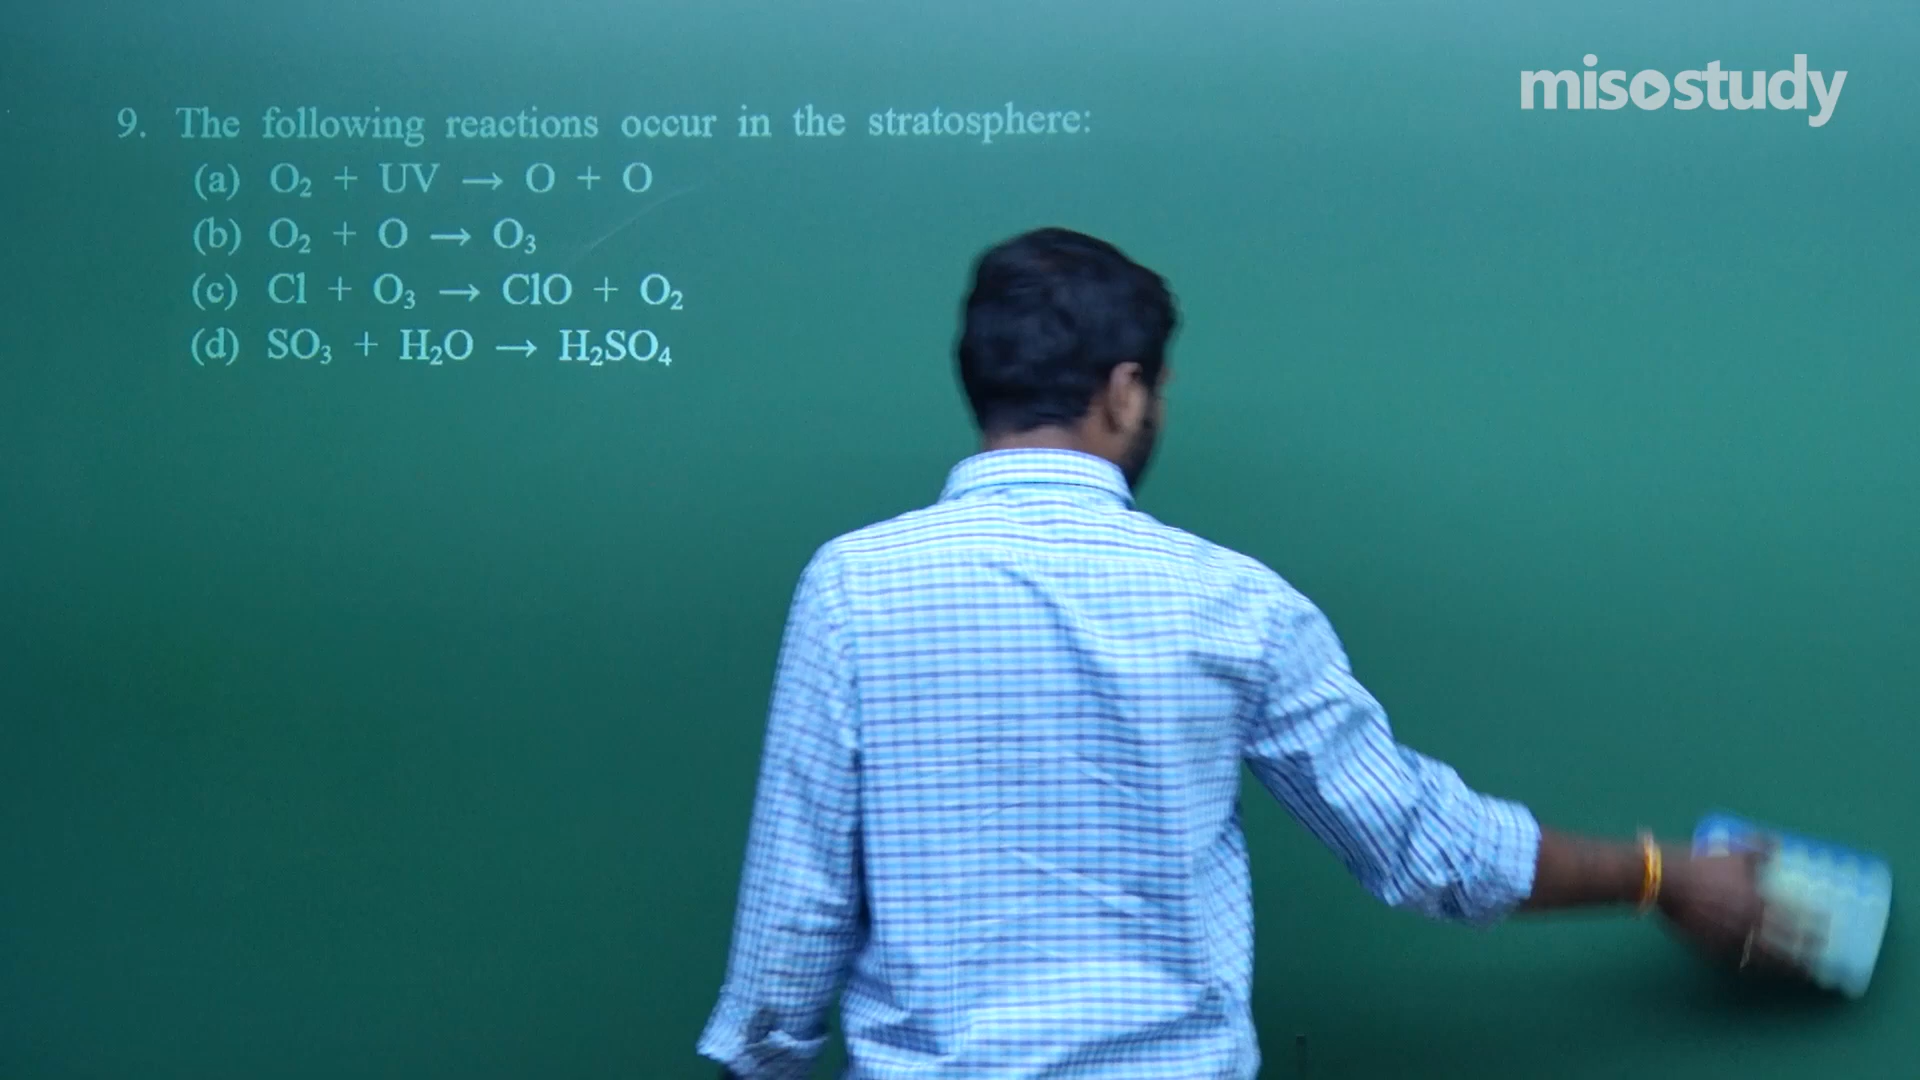 misostudy
9. The following reactions occur in the stratosphere:
(a) O₂ + UV → O + O
(b) O₂ + O → O₃
(c) Cl + O₃ → ClO + O₂
(d) SO₃ + H₂O → H₂SO₄